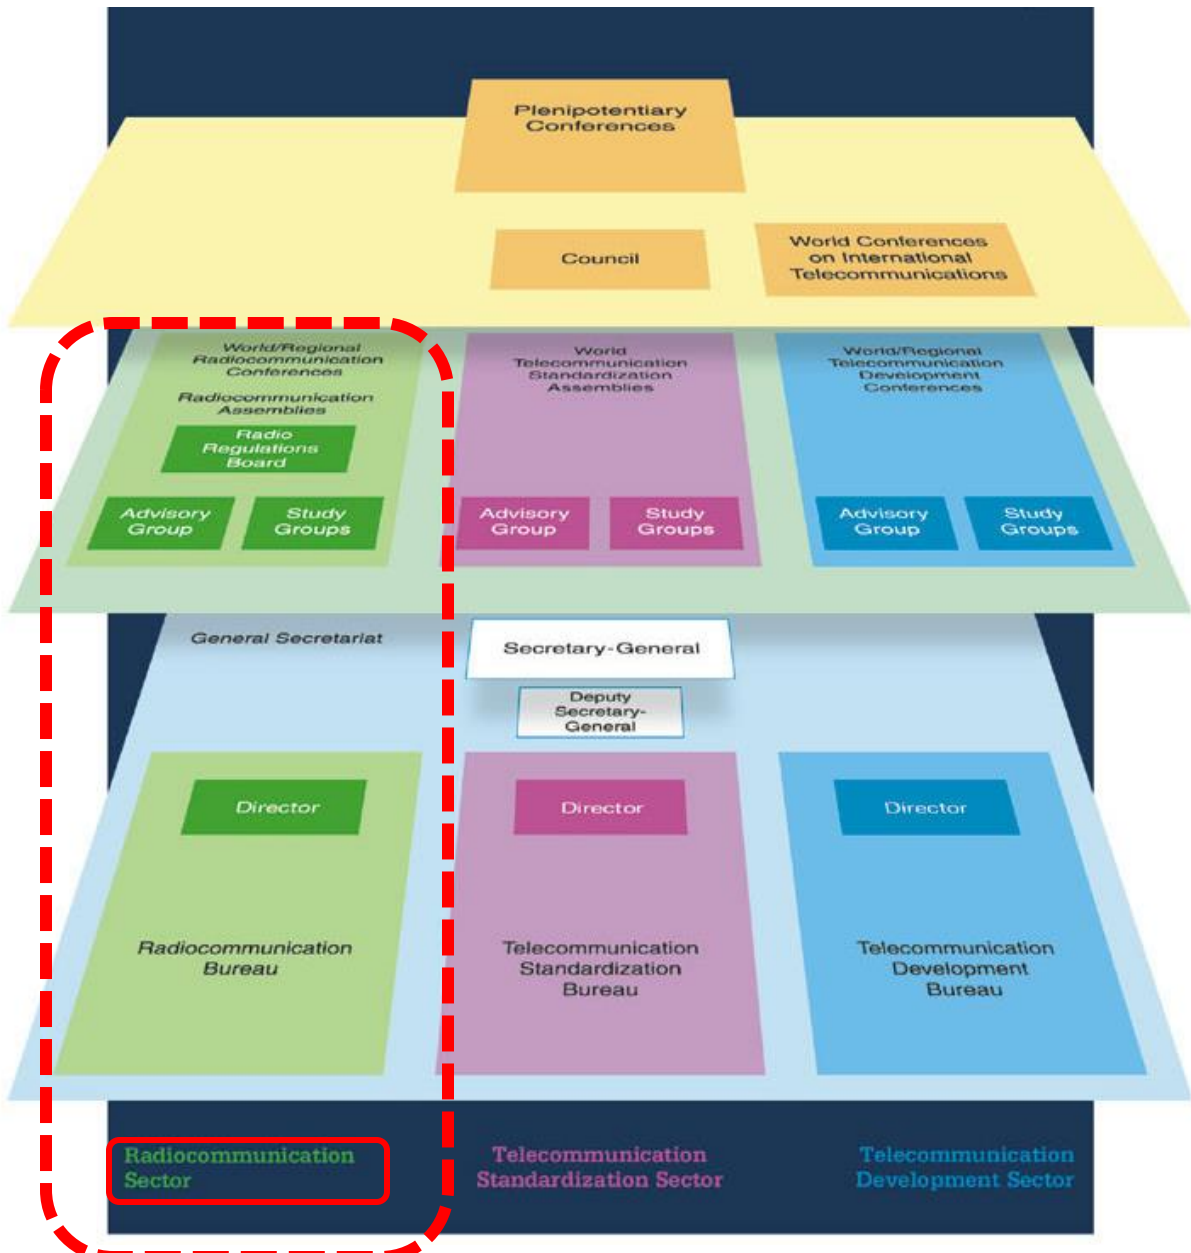 Plenipotentiary
Conferences
Council
World Conferences
on International
Telecommunications
World/Regional
Radiocommunication
Conferences
Radiocommunication
Assemblies
Radio
Regulations
Board
Advisory
Group
Study
Groups
World
Telecommunication
Standardization
Assemblies
Advisory
Group
Study
Groups
World/Regional
Telecommunication
Development
Conferences
Advisory
Group
Study
Groups
General Secretariat
Secretary-General
Deputy
Secretary-
General
Director
Radiocommunication
Bureau
Director
Telecommunication
Standardization
Bureau
Director
Telecommunication
Development
Bureau
Radiocommunication
Sector
Telecommunication
Standardization Sector
Telecommunication
Development Sector